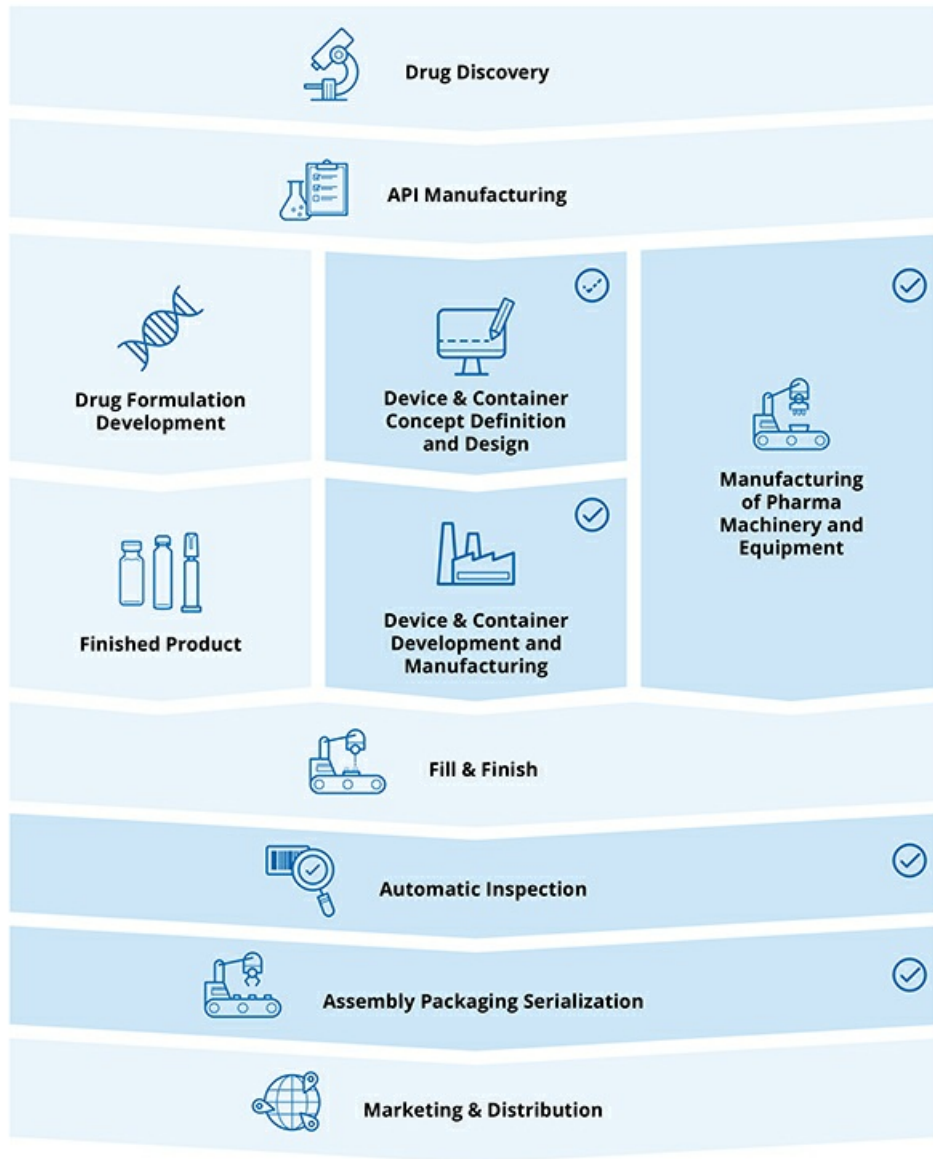 Drug Discovery
API Manufacturing
Drug Formulation
Development
Device & Container
Concept Definition
and Design
Manufacturing
of Pharma
Machinery and
Equipment
Finished Product
Device & Container
Development and
Manufacturing
Fill & Finish
Automatic Inspection
Assembly Packaging Serialization
Marketing & Distribution